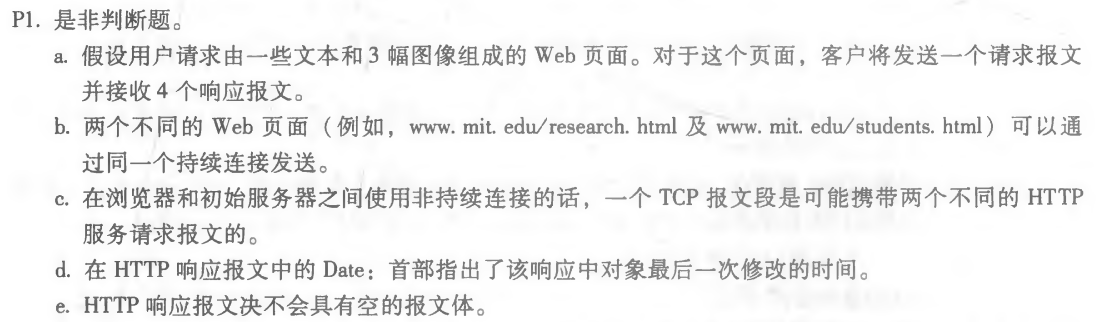 P1. 是非判断题。
a. 假设用户请求由一些文本和 3 幅图像组成的 Web 页面。对于这个页面，客户将发送一个请求报文
并接收 4 个响应报文。
b. 两个不同的 Web 页面（例如，www. mit. edu/research. html 及 www. mit. edu/students. html）可以通
过同一个持续连接发送。
c. 在浏览器和初始服务器之间使用非持续连接的话，一个 TCP 报文段是可能携带两个不同的 HTTP
服务请求报文的。
d. 在 HTTP 响应报文中的 Date：首部指出了该响应中对象最后一次修改的时间。
e. HTTP 响应报文决不会具有空的报文体。